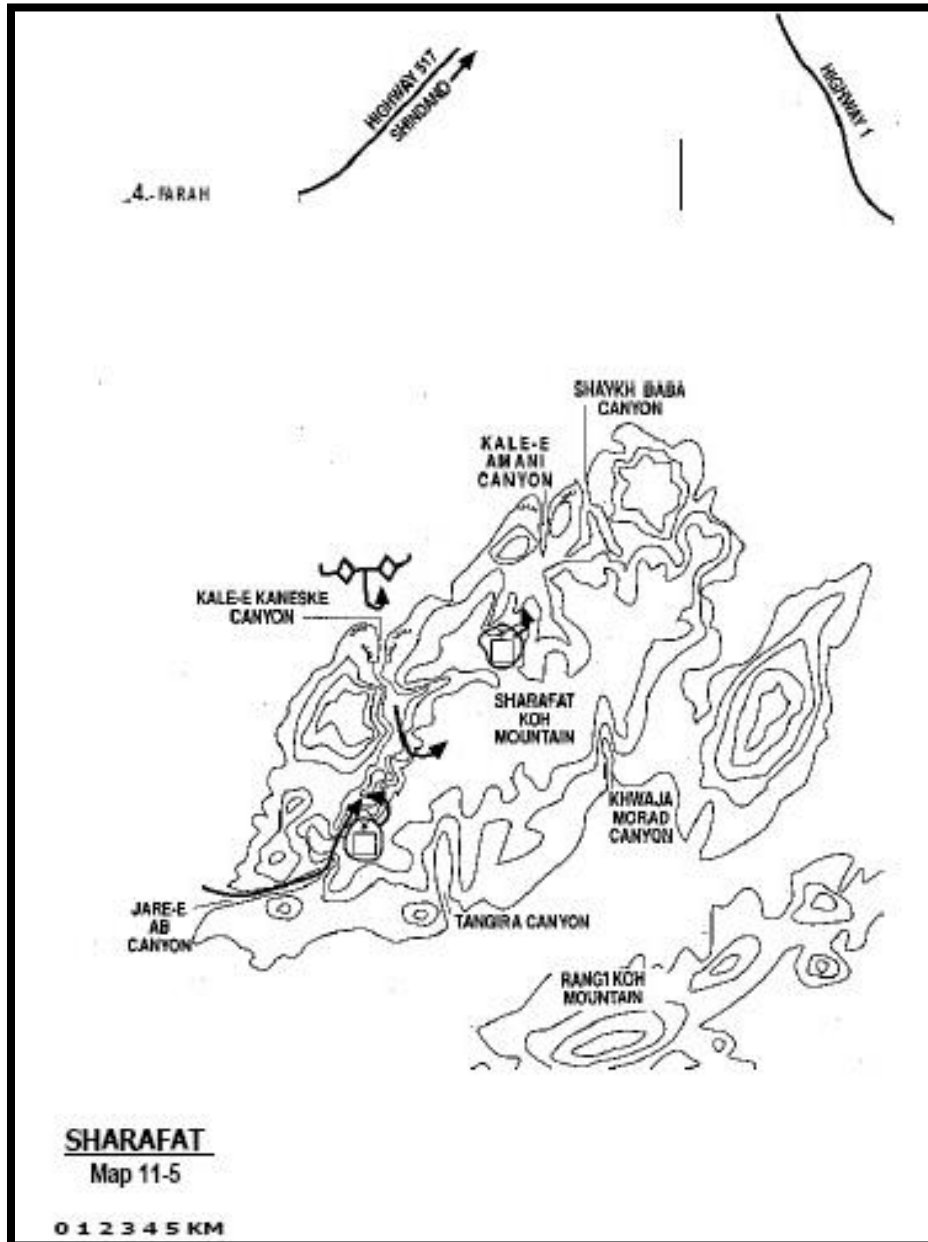 HIGHWAY 517
SHINDAND
HIGHWAY 1
4.-FARAH
SHAYKH BABA
CANYON
KALE-E
AMANI
CANYON
KALE-E KANESKE
CANYON
SHARAFAT
KOH
MOUNTAIN
KHWAJA
MORAD
CANYON
JARE-E
AB
CANYON
TANGIRA CANYON
RANG1 KOH
MOUNTAIN
SHARAFAT
Map 11-5
0 1 2 3 4 5 KM